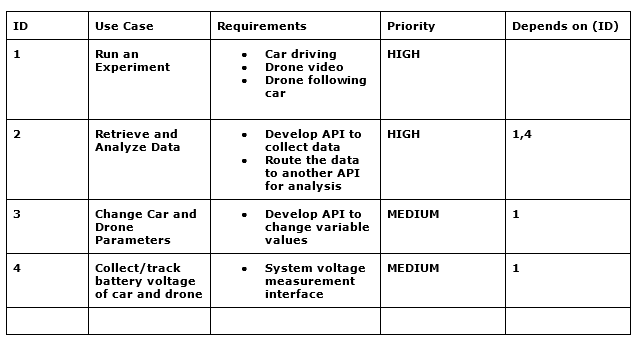 ID Use Case Requirements Priority Depends on (ID)
1 Run an Experiment • Car driving HIGH
• Drone video
• Drone following car
2 Retrieve and Analyze Data • Develop API to collect data HIGH 1,4
• Route the data to another API for analysis
3 Change Car and Drone Parameters • Develop API to change variable values MEDIUM 1
4 Collect/track battery voltage of car and drone • System voltage measurement interface MEDIUM 1